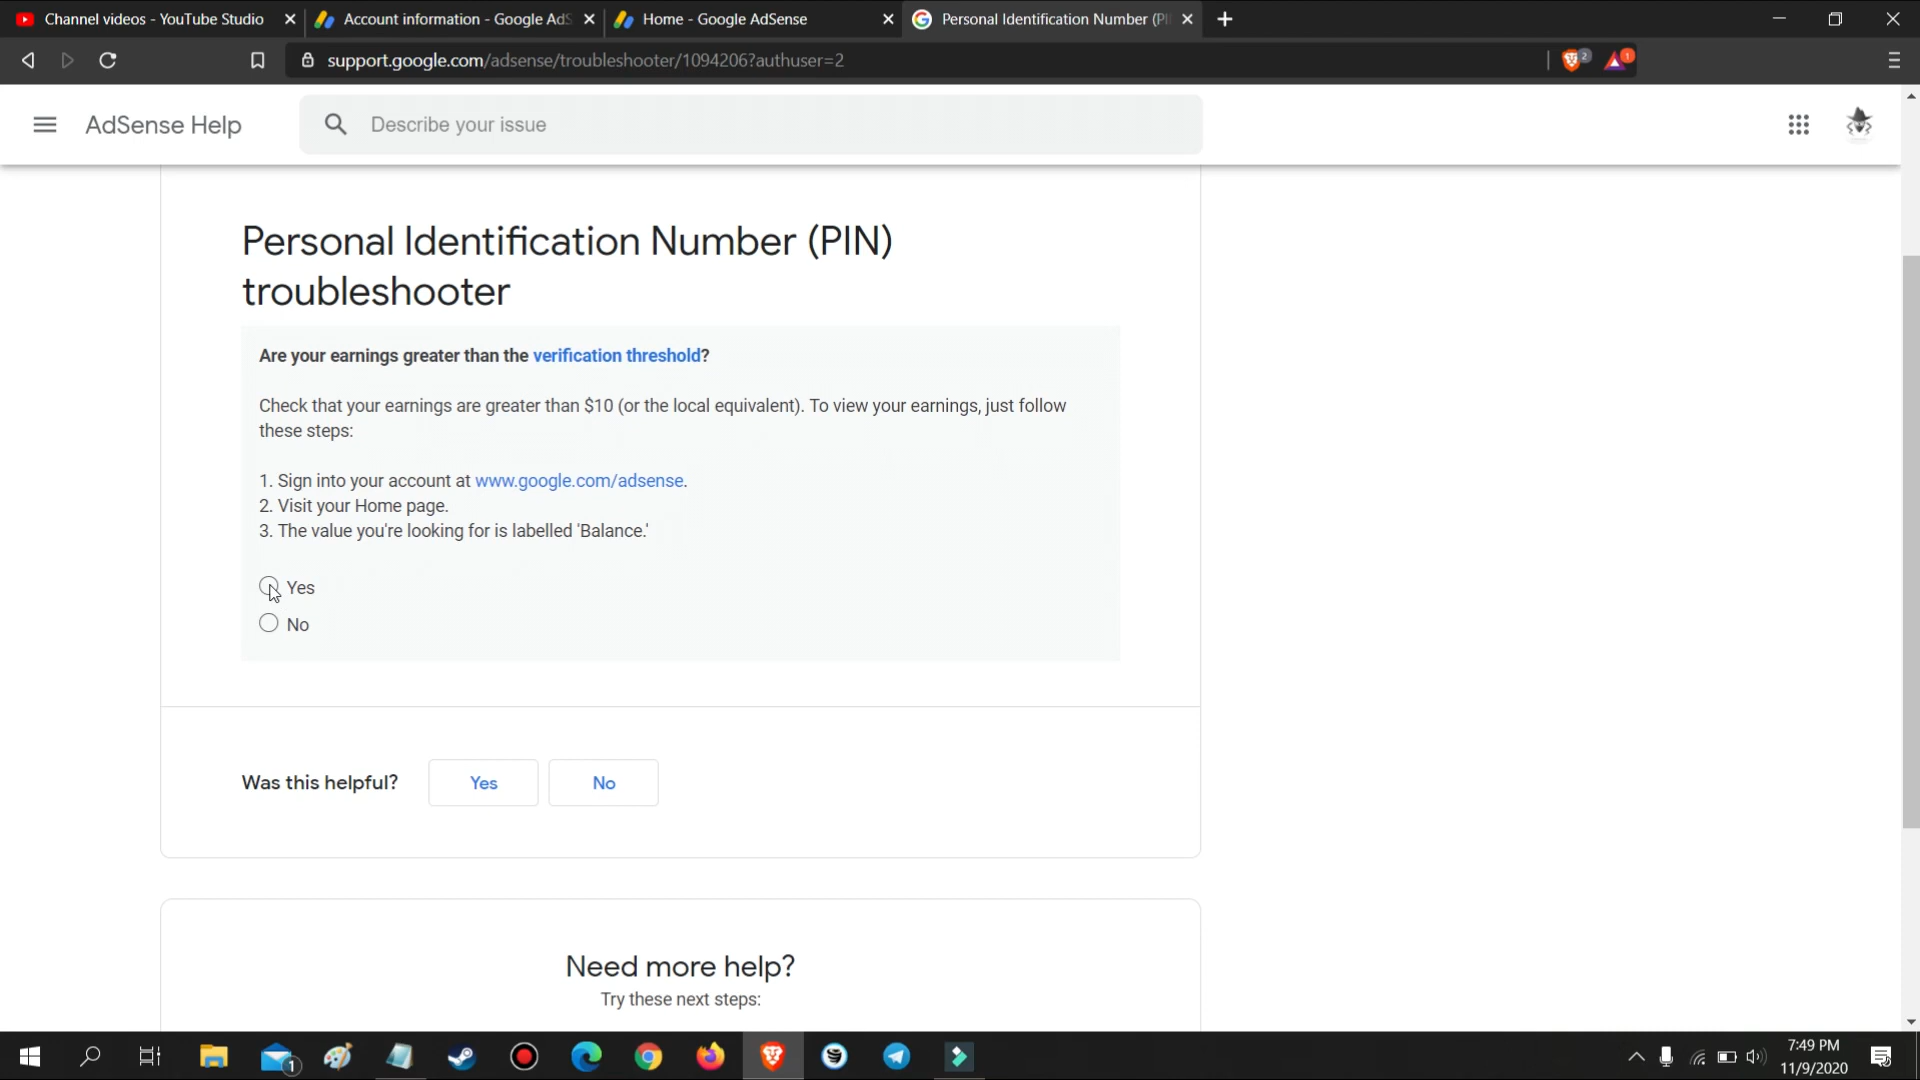 Channel videos - YouTube Studio
Account information - Google AdS
Home - Google AdSense
Personal Identification Number (PI
support.google.com/adsense/troubleshooter/1094206?authuser=2
2
1
AdSense Help
Describe your issue
Personal Identification Number (PIN)
troubleshooter
Are your earnings greater than the verification threshold?
Check that your earnings are greater than $10 (or the local equivalent). To view your earnings, just follow
these steps:
1. Sign into your account at www.google.com/adsense.
2. Visit your Home page.
3. The value you're looking for is labelled 'Balance.'
Yes
No
Was this helpful?
Yes
No
Need more help?
Try these next steps:
1
7:49 PM
11/9/2020